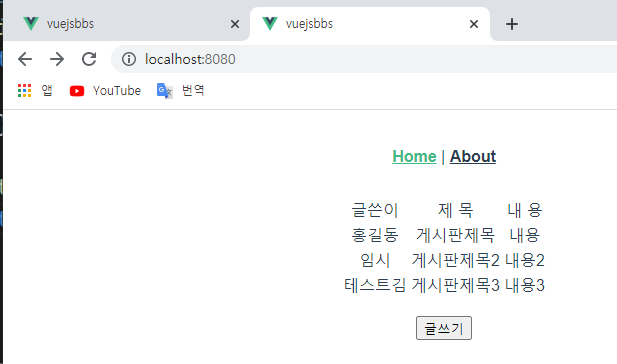 vuejsbbs
vuejsbbs
localhost:8080
앱 YouTube 번역
Home | About
글쓴이 제 목 내 용
홍길동 게시판제목 내용
임시 게시판제목2 내용2
테스트김 게시판제목3 내용3
글쓰기